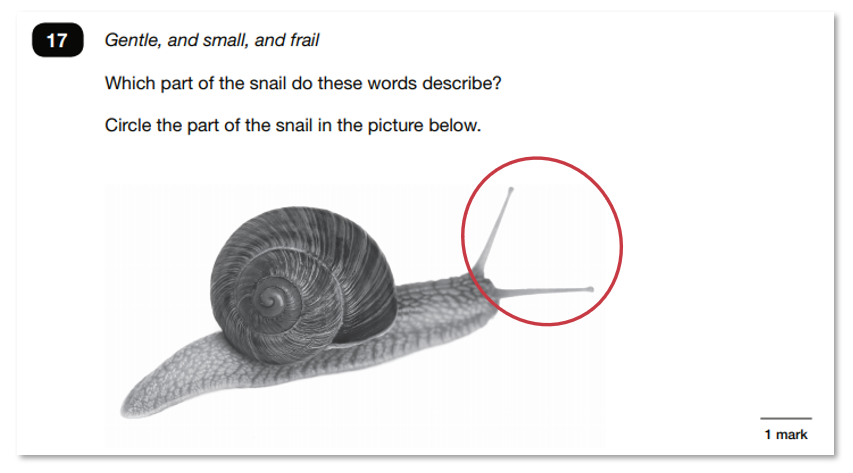 17 Gentle, and small, and frail
Which part of the snail do these words describe?
Circle the part of the snail in the picture below.
1 mark